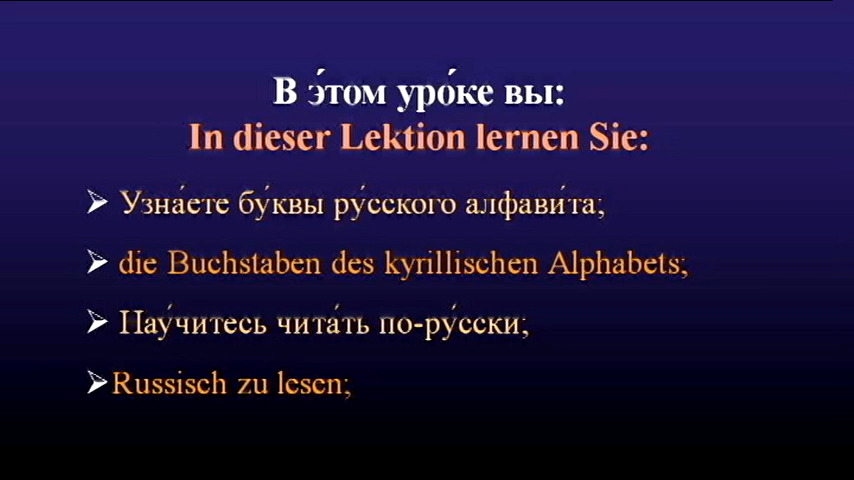 В э́том уро́ке вы:
In dieser Lektion lernen Sie:
➢ Узна́ете бу́квы ру́сского алфави́та;
➢ die Buchstaben des kyrillischen Alphabets;
➢ Нау́читесь чита́ть по-ру́сски;
➢ Russisch zu lesen;